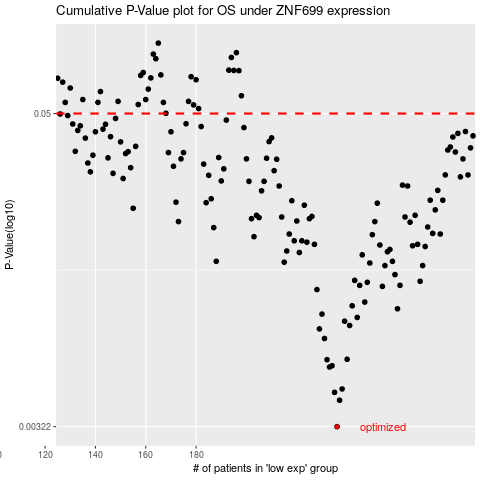 Cumulative P-Value plot for OS under ZNF699 expression
0.05
P-Value(log10)
0.00322
optimized
0 120 140 160 180
# of patients in 'low exp' group